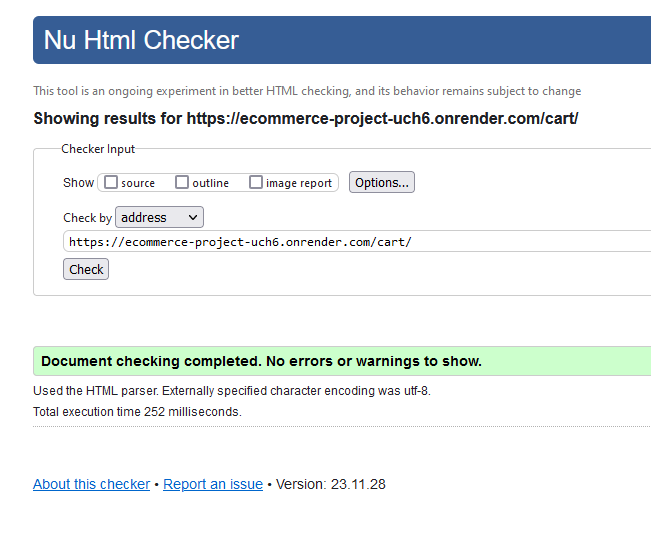 Nu Html Checker
This tool is an ongoing experiment in better HTML checking, and its behavior remains subject to change
Showing results for https://ecommerce-project-uch6.onrender.com/cart/
Checker Input
Show source outline image report Options...
Check by address
https://ecommerce-project-uch6.onrender.com/cart/
Check
Document checking completed. No errors or warnings to show.
Used the HTML parser. Externally specified character encoding was utf-8.
Total execution time 252 milliseconds.
About this checker • Report an issue • Version: 23.11.28